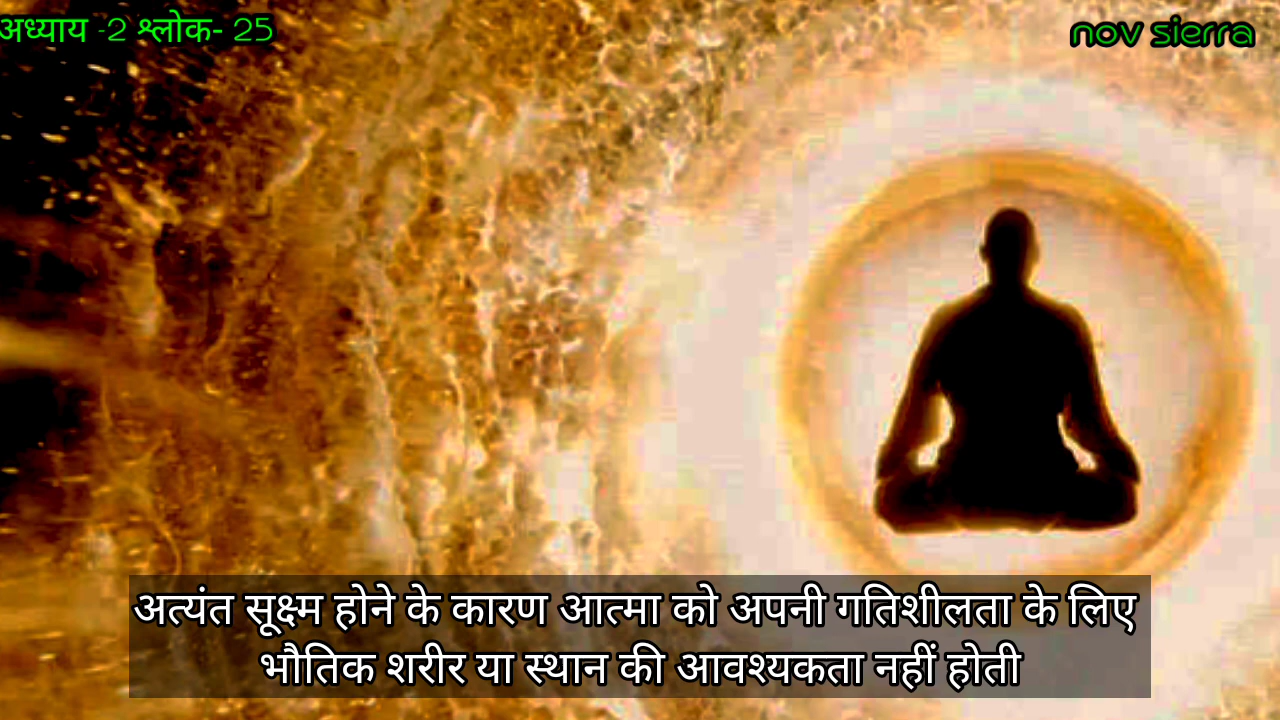 अध्याय -2 श्लोक- 25
nov sierra
अत्यंत सूक्ष्म होने के कारण आत्मा को अपनी गतिशीलता के लिए
भौतिक शरीर या स्थान की आवश्यकता नहीं होती